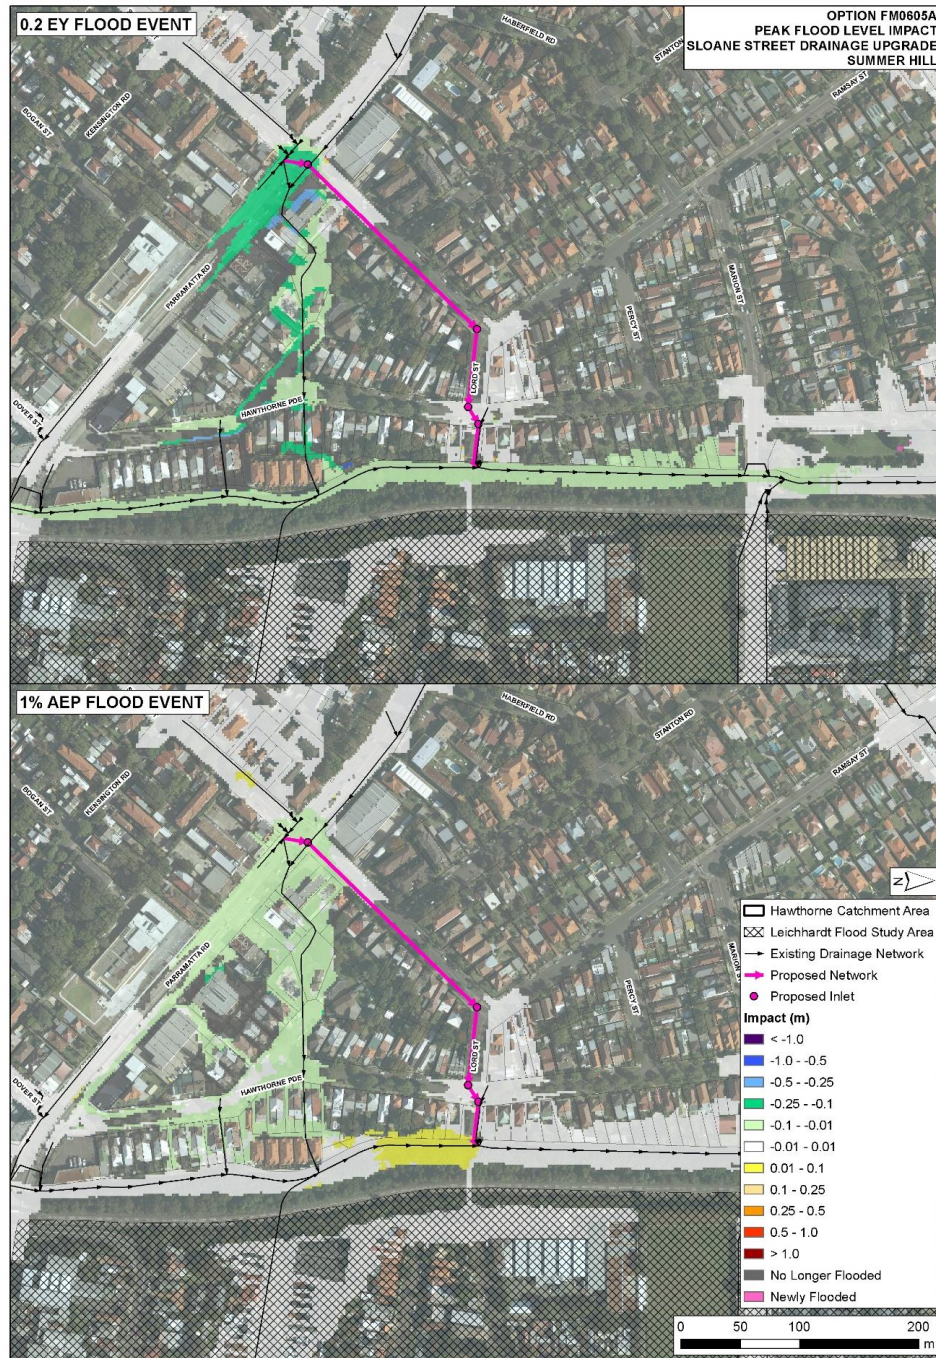 0.2 EY FLOOD EVENT
OPTION FM0605A
PEAK FLOOD LEVEL IMPACT
SLOANE STREET DRAINAGE UPGRADE
SUMMER HILL
HABERFIELD RD
STANTON RD
RAMSAY ST
KENSINGTON RD
BOGAN ST
PARRAMATTA RD
MARION ST
PERCY ST
LORD ST
HAWTHORNE PDE
DOVER ST
1% AEP FLOOD EVENT
HABERFIELD RD
STANTON RD
RAMSAY ST
KENSINGTON RD
BOGAN ST
PARRAMATTA RD
MARION S
PERCY ST
LORD ST
HAWTHORNE PDE
DOVER ST
N
Hawthorne Catchment Area
Leichhardt Flood Study Area
Existing Drainage Network
Proposed Network
Proposed Inlet
Impact (m)
< -1.0
-1.0 - -0.5
-0.5 - -0.25
-0.25 - -0.1
-0.1 - -0.01
-0.01 - 0.01
0.01 - 0.1
0.1 - 0.25
0.25 - 0.5
0.5 - 1.0
> 1.0
No Longer Flooded
Newly Flooded
0 50 100 200
m